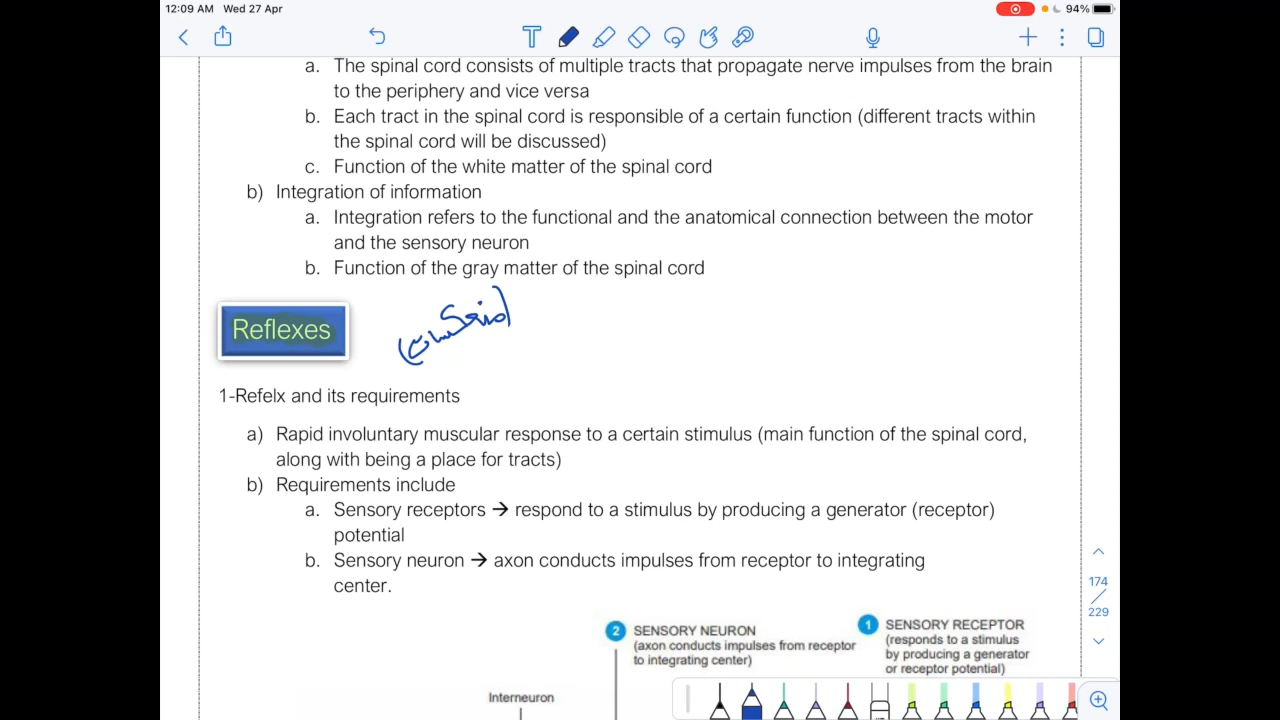 12:09 AM Wed 27 Apr
94%
a. The spinal cord consists of multiple tracts that propagate nerve impulses from the brain
to the periphery and vice versa
b. Each tract in the spinal cord is responsible of a certain function (different tracts within
the spinal cord will be discussed)
c. Function of the white matter of the spinal cord
b) Integration of information
a. Integration refers to the functional and the anatomical connection between the motor
and the sensory neuron
b. Function of the gray matter of the spinal cord
Reflexes
1-Refelx and its requirements
a) Rapid involuntary muscular response to a certain stimulus (main function of the spinal cord,
along with being a place for tracts)
b) Requirements include
a. Sensory receptors → respond to a stimulus by producing a generator (receptor)
potential
b. Sensory neuron → axon conducts impulses from receptor to integrating
center.
174
229
2 SENSORY NEURON
(axon conducts impulses from receptor
to integrating center)
1 SENSORY RECEPTOR
(responds to a stimulus
by producing a generator
or receptor potential)
Interneuron